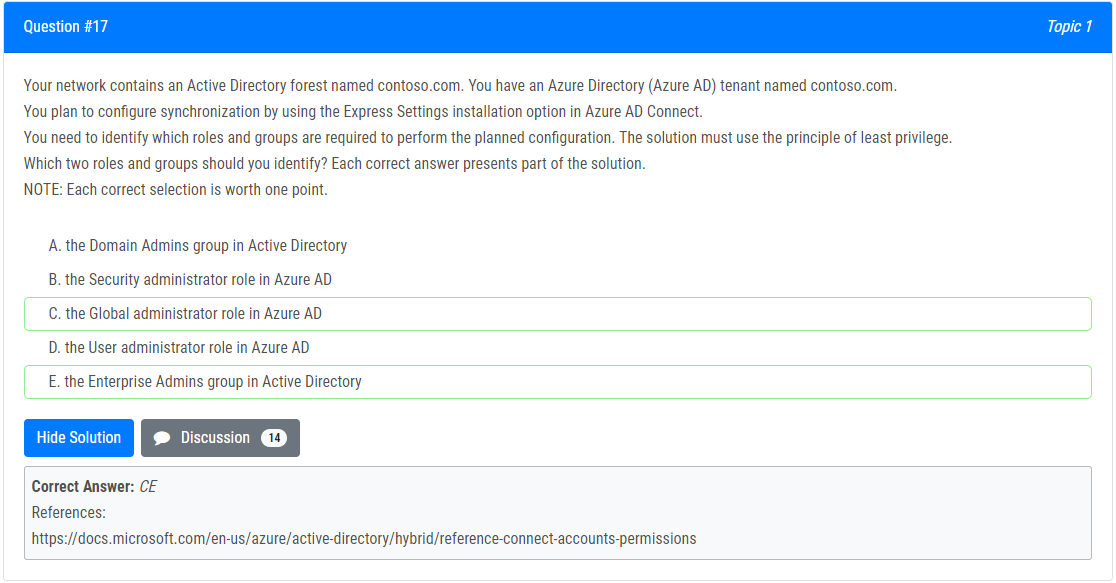 Question #17
Topic 1
Your network contains an Active Directory forest named contoso.com. You have an Azure Directory (Azure AD) tenant named contoso.com.
You plan to configure synchronization by using the Express Settings installation option in Azure AD Connect.
You need to identify which roles and groups are required to perform the planned configuration. The solution must use the principle of least privilege.
Which two roles and groups should you identify? Each correct answer presents part of the solution.
NOTE: Each correct selection is worth one point.
A. the Domain Admins group in Active Directory
B. the Security administrator role in Azure AD
C. the Global administrator role in Azure AD
D. the User administrator role in Azure AD
E. the Enterprise Admins group in Active Directory
Hide Solution
Discussion 14
Correct Answer: CE
References:
https://docs.microsoft.com/en-us/azure/active-directory/hybrid/reference-connect-accounts-permissions